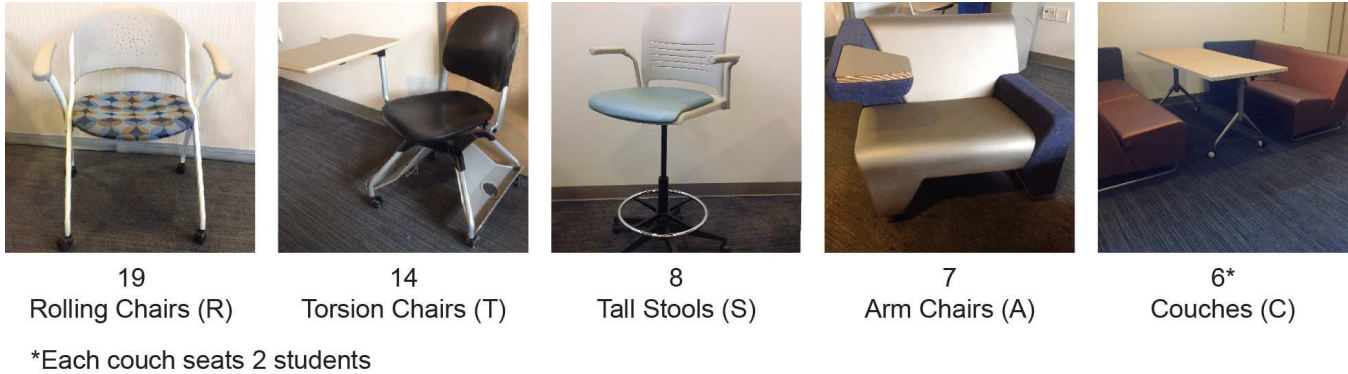 19
Rolling Chairs (R)
14
Torsion Chairs (T)
8
Tall Stools (S)
7
Arm Chairs (A)
6*
Couches (C)
*Each couch seats 2 students